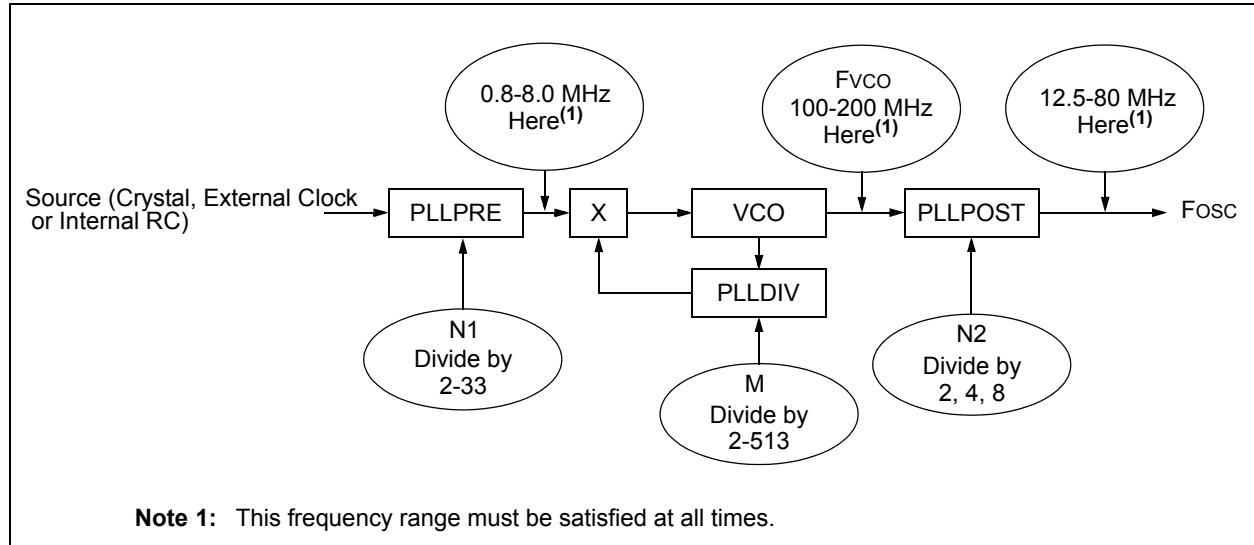 0.8-8.0 MHz
Here(1)
FVCO
100-200 MHz
Here(1)
12.5-80 MHz
Here(1)
Source (Crystal, External Clock
or Internal RC)
PLLPRE
X
VCO
PLLPOST
FOSC
PLLDIV
N1
Divide by
2-33
M
Divide by
2-513
N2
Divide by
2, 4, 8
Note 1: This frequency range must be satisfied at all times.